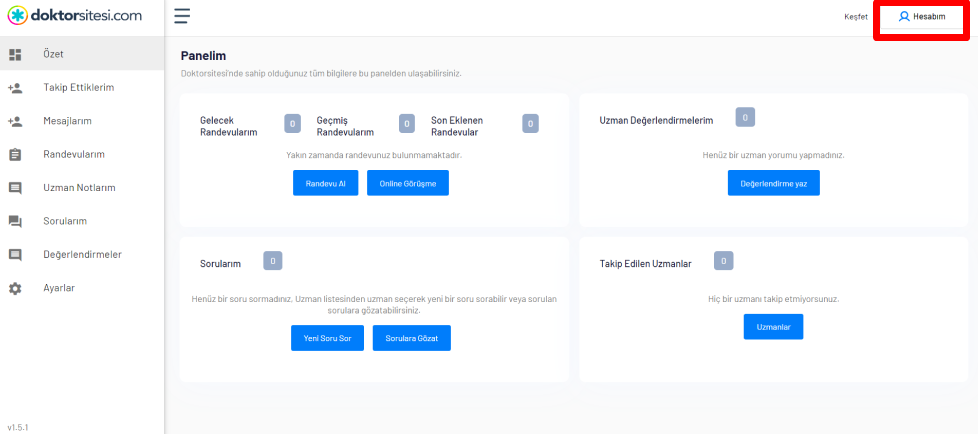 doktorsitesi.com
Keşfet
Hesabım
Özet
Takip Ettiklerim
Mesajlarım
Randevularım
Uzman Notlarım
Sorularım
Değerlendirmeler
Ayarlar
v1.5.1
Panelim
Doktorsitesi'nde sahip olduğunuz tüm bilgilere bu panelden ulaşabilirsiniz.
Gelecek
Randevularım
0
Geçmiş
Randevularım
0
Son Eklenen
Randevular
0
Yakın zamanda randevunuz bulunmamaktadır.
Randevu Al
Online Görüşme
Uzman Değerlendirmelerim
0
Henüz bir uzman yorumu yapmadınız.
Değerlendirme yaz
Sorularım
0
Henüz bir soru sormadınız, Uzman listesinden uzman seçerek yeni bir soru sorabilir veya sorulan
sorulara gözatabilirsiniz.
Yeni Soru Sor
Sorulara Gözat
Takip Edilen Uzmanlar
0
Hiç bir uzmanı takip etmiyorsunuz.
Uzmanlar